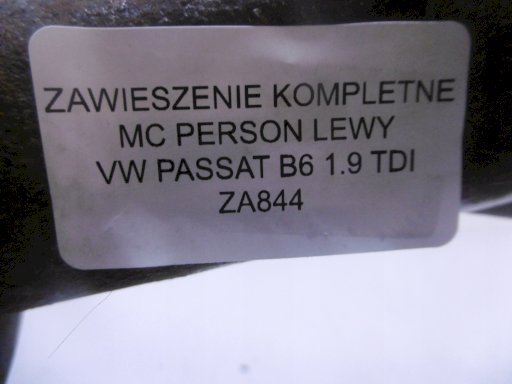 ZAWIESZENIE KOMPLETNE
MC PERSON LEWY
VW PASSAT B6 1.9 TDI
ZA844